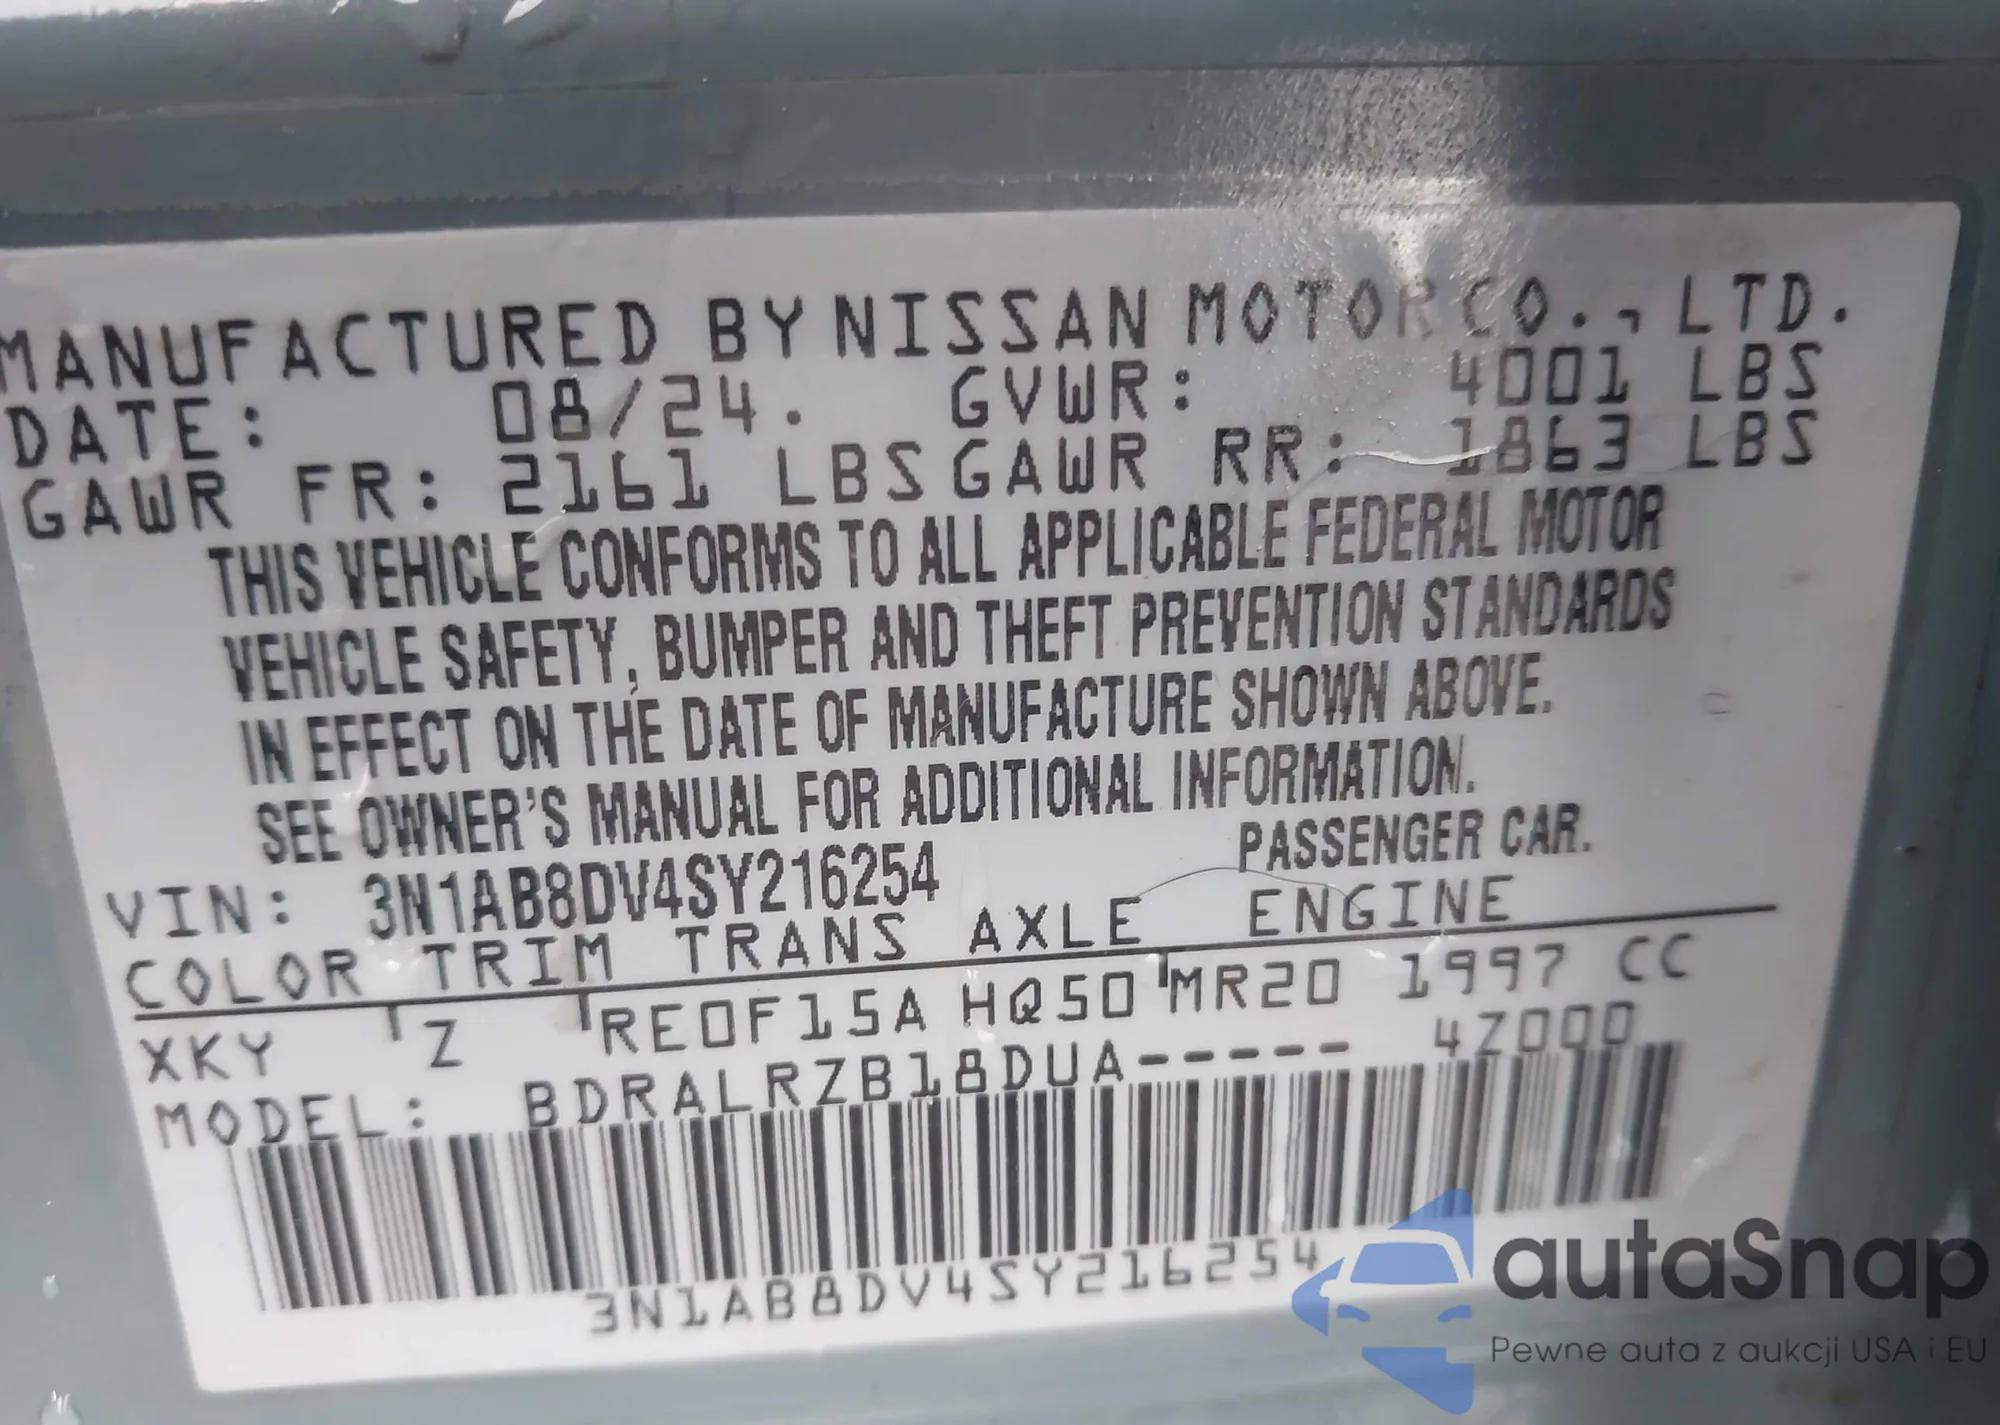 MANUFACTURED BY NISSAN MOTOR CO., LTD.
DATE: 08/24. GVWR: 4001 LBS
GAWR FR: 2161 LBS GAWR RR: 1863 LBS
THIS VEHICLE CONFORMS TO ALL APPLICABLE FEDERAL MOTOR
VEHICLE SAFETY, BUMPER AND THEFT PREVENTION STANDARDS
IN EFFECT ON THE DATE OF MANUFACTURE SHOWN ABOVE.
SEE OWNER'S MANUAL FOR ADDITIONAL INFORMATION.
VIN: 3N1AB8DV4SY216254 PASSENGER CAR.
COLOR TRIM TRANS AXLE ENGINE
XKY Z RE0F15A HQ50 MR20 1997 CC
MODEL: BDRALRZB18DUA----- 4Z000
3N1AB8DV4SY216254
autaSnap
Pewne auta z aukcji USA i EU